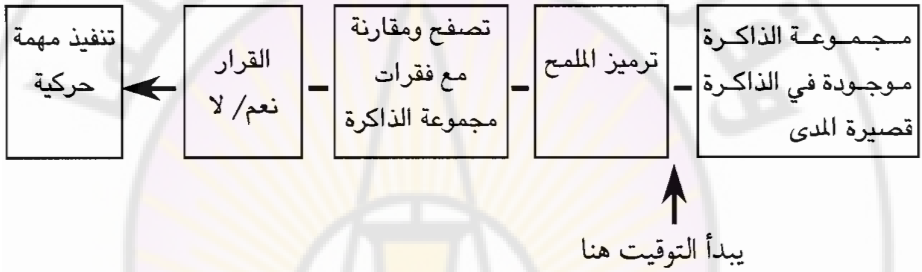 مجموعة الذاكرة
موجودة في الذاكرة
قصيرة المدى
ترميز الملمح
تصفح ومقارنة
مع فقرات
مجموعة الذاكرة
القرار
نعم/ لا
تنفيذ مهمة
حركية
يبدأ التوقيت هنا